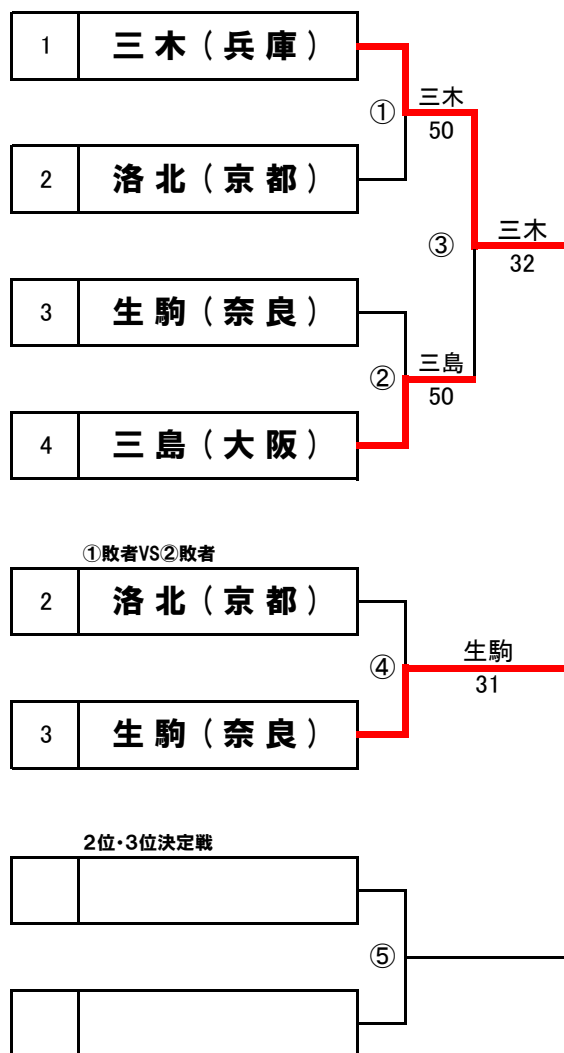 1 三木(兵庫)
① 三木
50
2 洛北(京都)
③ 三木
32
3 生駒(奈良)
② 三島
50
4 三島(大阪)
①敗者VS②敗者
2 洛北(京都)
④ 生駒
31
3 生駒(奈良)
2位・3位決定戦
⑤